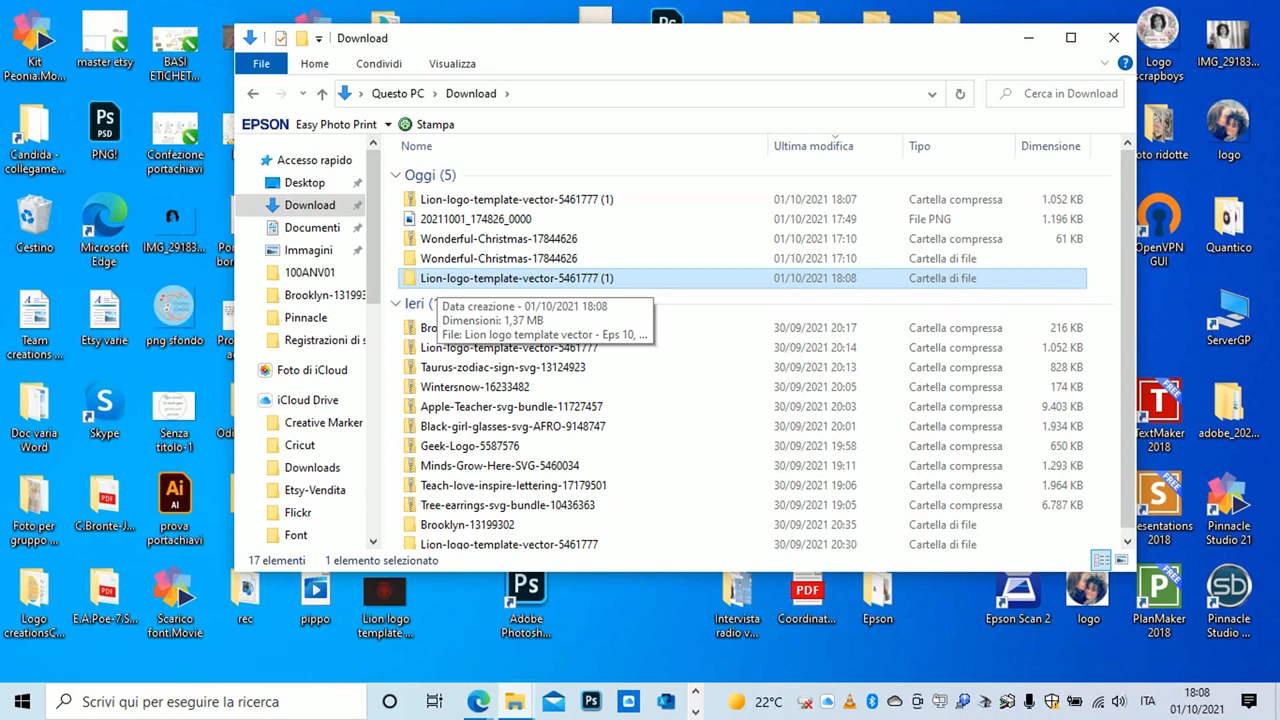 Kit
Peonia.Mo...
master etsy
BASI
ETICHET...
Logo
scrapboys
IMG_29183...
Download
File
Home
Condividi
Visualizza
Questo PC
Download
Cerca in Download
EPSON Easy Photo Print
Stampa
Nome
Ultima modifica
Tipo
Dimensione
Accesso rapido
Desktop
Download
Documenti
Immagini
100ANV01
Brooklyn-13199
Pinnacle
Registrazioni di s
Foto di iCloud
iCloud Drive
Creative Marker
Cricut
Downloads
Etsy-Vendita
Flickr
Font
Oggi (5)
Lion-logo-template-vector-5461777 (1) 01/10/2021 18:07 Cartella compressa 1.052 KB
20211001_174826_0000 01/10/2021 17:49 File PNG 1.196 KB
Wonderful-Christmas-17844626 01/10/2021 17:10 Cartella compressa 61 KB
Wonderful-Christmas-17844626 01/10/2021 17:10 Cartella di file
Lion-logo-template-vector-5461777 (1) 01/10/2021 18:08 Cartella di file
Ieri (
Data creazione - 01/10/2021 18:08
Dimensioni: 1,37 MB
File: Lion logo template vector - Eps 10, ...
Bro 30/09/2021 20:17 Cartella compressa 216 KB
Lion-logo-template-vector-5461777 30/09/2021 20:14 Cartella compressa 1.052 KB
Taurus-zodiac-sign-svg-13124923 30/09/2021 20:13 Cartella compressa 828 KB
Wintersnow-16233482 30/09/2021 20:05 Cartella compressa 174 KB
Apple-Teacher-svg-bundle-11727457 30/09/2021 20:03 Cartella compressa 9.403 KB
Black-girl-glasses-svg-AFRO-9148747 30/09/2021 20:01 Cartella compressa 1.934 KB
Geek-Logo-5587576 30/09/2021 19:58 Cartella compressa 650 KB
Minds-Grow-Here-SVG-5460034 30/09/2021 19:11 Cartella compressa 1.293 KB
Teach-love-inspire-lettering-17179501 30/09/2021 19:06 Cartella compressa 1.964 KB
Tree-earrings-svg-bundle-10436363 30/09/2021 19:05 Cartella compressa 6.787 KB
Brooklyn-13199302 30/09/2021 20:35 Cartella di file
Lion-logo-template-vector-5461777 30/09/2021 20:30 Cartella di file
17 elementi
1 elemento selezionato
Ps
PSD
Candida -
collegame...
PNG!
Confezione
portachiavi
oto ridotte
logo
Cestino
Microsoft
Edge
IMG_29183...
Por
bor
OpenVPN
GUI
Quantico
Team
creations ...
Etsy varie
png sfondo
Pro
a
ServerGP
Doc varia
Word
Skype
Senza
titolo-1
Odi
TextMaker
2018
adobe_202...
Foto per
gruppo ...
PDF
C.Bronte-J...
Ai
prova
portachiavi
resentations
2018
Pinnacle
Studio 21
Logo
creationsC...
PDF
E.A.Poe-7.S...
Scarico
font.Movie
rec
pippo
Lion logo
template ...
Ps
Adobe
Photosh...
Intervista
radio v...
PDF
Coordinat...
Epson
Epson Scan 2
logo
PlanMaker
2018
Pinnacle
Studio ...
Scrivi qui per eseguire la ricerca
22°C
ITA
18:08
01/10/2021